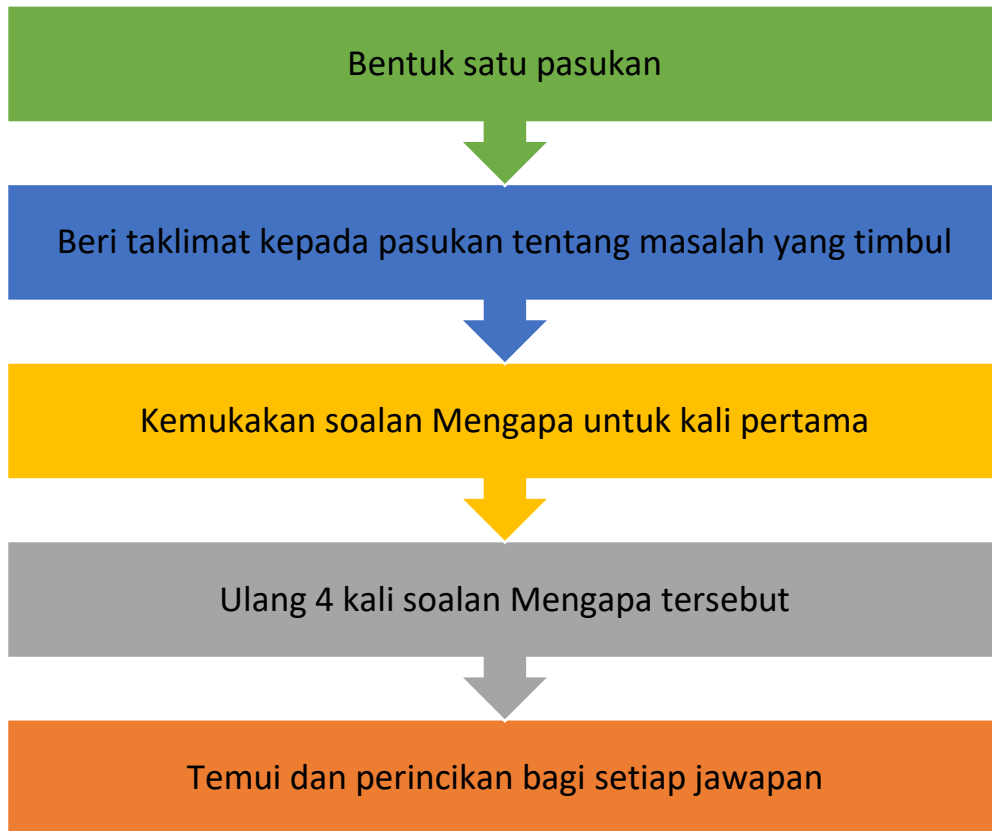 Bentuk satu pasukan
Beri taklimat kepada pasukan tentang masalah yang timbul
Kemukakan soalan Mengapa untuk kali pertama
Ulang 4 kali soalan Mengapa tersebut
Temui dan perincikan bagi setiap jawapan